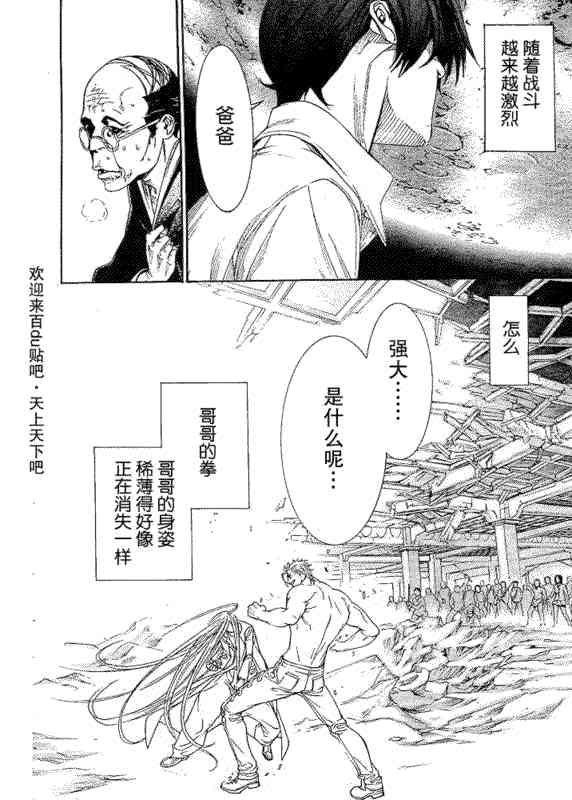 随着战斗
越来越激烈
爸爸
怎么
强大……
是什么呢…
哥哥的拳
哥哥的身姿
稀薄得好像
正在消失一样
欢迎来百du贴吧·天上天下吧